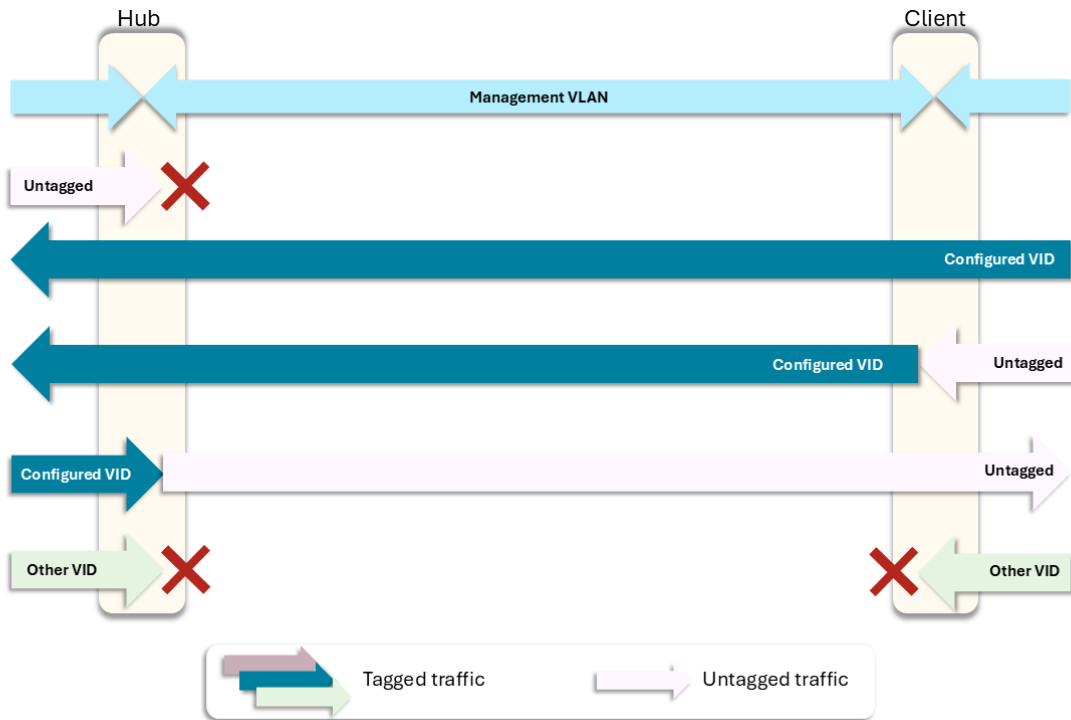 Hub
Client
Management VLAN
Untagged
Configured VID
Configured VID
Untagged
Configured VID
Untagged
Other VID
Other VID
Tagged traffic
Untagged traffic